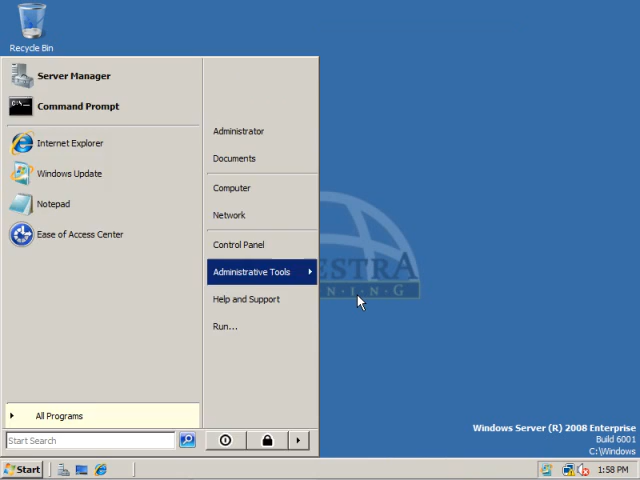 Recycle Bin
Server Manager
Command Prompt
Internet Explorer
Windows Update
Notepad
Ease of Access Center
All Programs
Start Search
Administrator
Documents
Computer
Network
Control Panel
Administrative Tools
Help and Support
Run...
ESTRA
N·I·N·G
Windows Server (R) 2008 Enterprise
Build 6001
C:\Windows
Start
1:58 PM